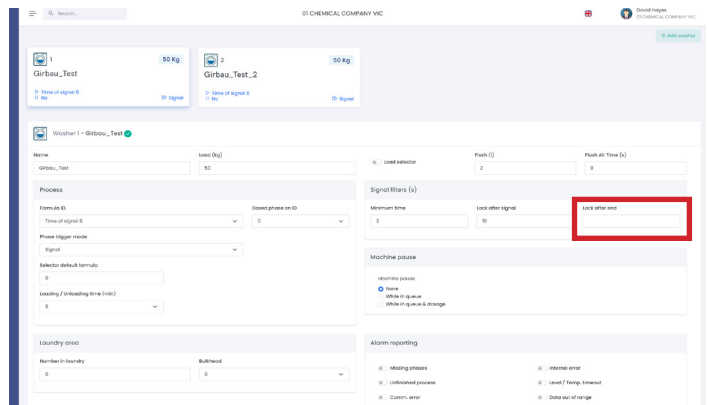 Search...
01 CHEMICAL COMPANY VIC
David Hayes
01 CHEMICAL COMPANY VIC
Add washer
1
50 Kg
Girbau_Test
Time of signal B
No
Signal
2
50 Kg
Girbau_Test_2
Time of signal B
No
Signal
Washer 1 - Girbau_Test
Name
Load (kg)
Load selector
Flush (l)
Flush Air Time (s)
Girbau_Test
50
2
0
Process
Formula ID
Dosed phase on ID
Time of signal B
0
Phase trigger mode
Signal
Selector default formula
0
Loading / Unloading time (min)
5
Signal filters (s)
Minimum time
Lock after signal
Lock after end
3
10
Machine pause
Machine pause
None
While in queue
While in queue & dosage
Laundry area
Number in laundry
Bulkhead
0
0
Alarm reporting
Missing phases
Internal error
Unfinished process
Level / Temp. timeout
Comm. error
Data out of range